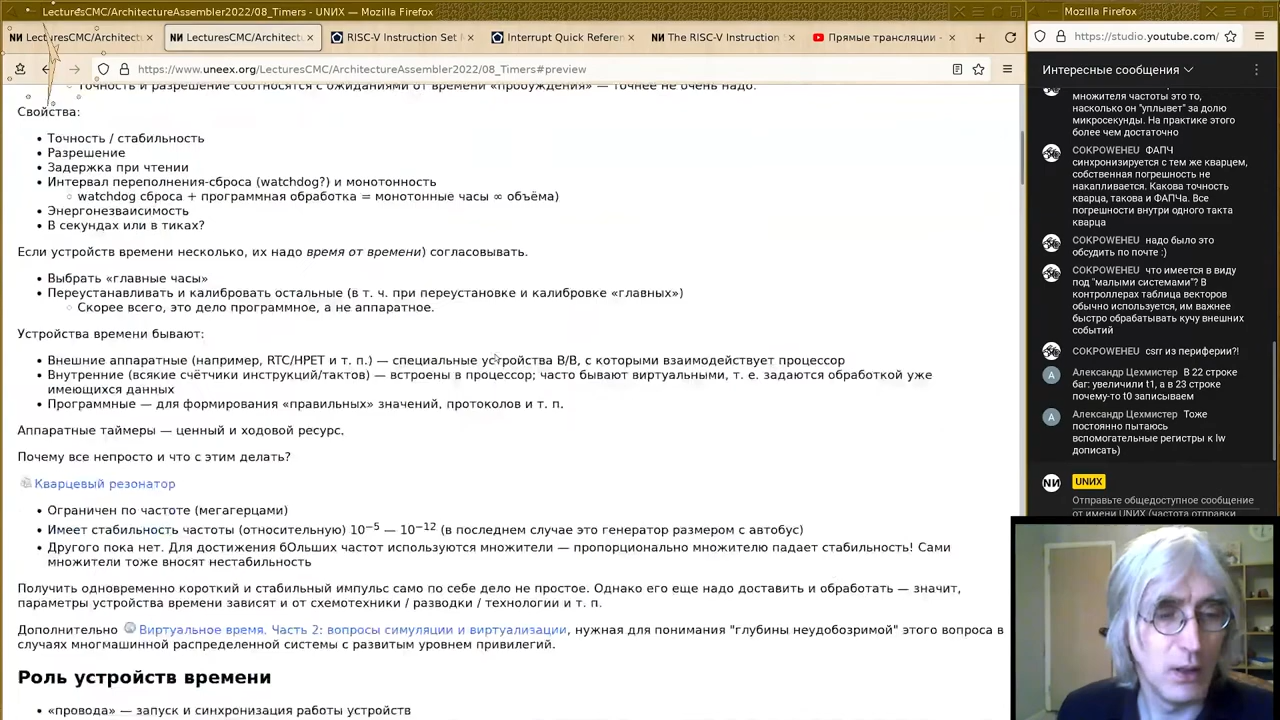 LecturesCMC/ArchitectureAssembler2022/08_Timers - UNИX — Mozilla Firefox
Mozilla Firefox
LecturesCMC/Architectu
LecturesCMC/Architectu
RISC-V Instruction Set
Interrupt Quick Referen
The RISC-V Instruction
Прямые трансляции -
https://studio.youtube.com/
https://www.uneex.org/LecturesCMC/ArchitectureAssembler2022/08_Timers#preview
Точность и разрешение соотносятся с ожиданиями от времени «пробуждения» — точнее не очень надо.
Свойства:
Точность / стабильность
Разрешение
Задержка при чтении
Интервал переполнения-сброса (watchdog?) и монотонность
watchdog сброса + программная обработка = монотонные часы ∞ объёма)
Энергонезваисимость
В секундах или в тиках?
Если устройств времени несколько, их надо время от времени) согласовывать.
Выбрать «главные часы»
Переустанавливать и калибровать остальные (в т. ч. при переустановке и калибровке «главных»)
Скорее всего, это дело программное, а не аппаратное.
Устройства времени бывают:
Внешние аппаратные (например, RTC/HPET и т. п.) — специальные устройства В/В, с которыми взаимодействует процессор
Внутренние (всякие счётчики инструкций/тактов) — встроены в процессор; часто бывают виртуальными, т. е. задаются обработкой уже
имеющихся данных
Программные — для формирования «правильных» значений, протоколов и т. п.
Аппаратные таймеры — ценный и ходовой ресурс.
Почему все непросто и что с этим делать?
Кварцевый резонатор
Ограничен по частоте (мегагерцами)
Имеет стабильность частоты (относительную) 10⁻⁵ — 10⁻¹² (в последнем случае это генератор размером с автобус)
Другого пока нет. Для достижения бОльших частот используются множители — пропорционально множителю падает стабильность! Сами
множители тоже вносят нестабильность
Получить одновременно короткий и стабильный импульс само по себе дело не простое. Однако его еще надо доставить и обработать — значит,
параметры устройства времени зависят и от схемотехники / разводки / технологии и т. п.
Дополнительно Виртуальное время. Часть 2: вопросы симуляции и виртуализации, нужная для понимания "глубины неудобозримой" этого вопроса в
случаях многмашинной распределенной системы с развитым уровнем привилегий.
Роль устройств времени
«провода» — запуск и синхронизация работы устройств
Интересные сообщения
множителя частоты это то,
насколько он "уплывет" за долю
микросекунды. На практике этого
более чем достаточно
COKPOWEHEU ФАПЧ
синхронизируется с тем же кварцем,
собственная погрешность не
накапливается. Какова точность
кварца, такова и ФАПЧа. Все
погрешности внутри одного такта
кварца
COKPOWEHEU надо было это
обсудить по почте :)
COKPOWEHEU что имеется в виду
под "малыми системами"? В
контроллерах таблица векторов
обычно используется, им важнее
быстро обрабатывать кучу внешних
событий
COKPOWEHEU csrr из периферии?!
Александр Цехмистер В 22 строке
баг: увеличили t1, а в 23 строке
почему-то t0 записываем
Александр Цехмистер Тоже
постоянно пытаюсь
вспомогательные регистры к lw
дописать)
UNИX
Отправьте общедоступное сообщение
от имени UNИX (частота отправки